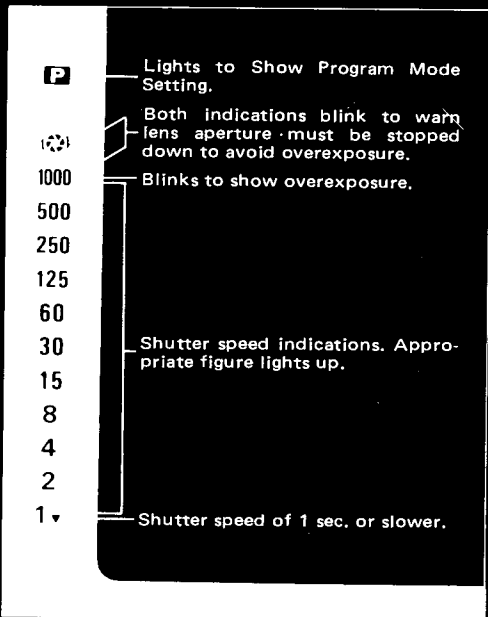 P
Lights to Show Program Mode
Setting.
Both indications blink to warn
lens aperture must be stopped
down to avoid overexposure.
1000
Blinks to show overexposure.
500
250
125
60
30
Shutter speed indications. Appro-
priate figure lights up.
15
8
4
2
1
Shutter speed of 1 sec. or slower.